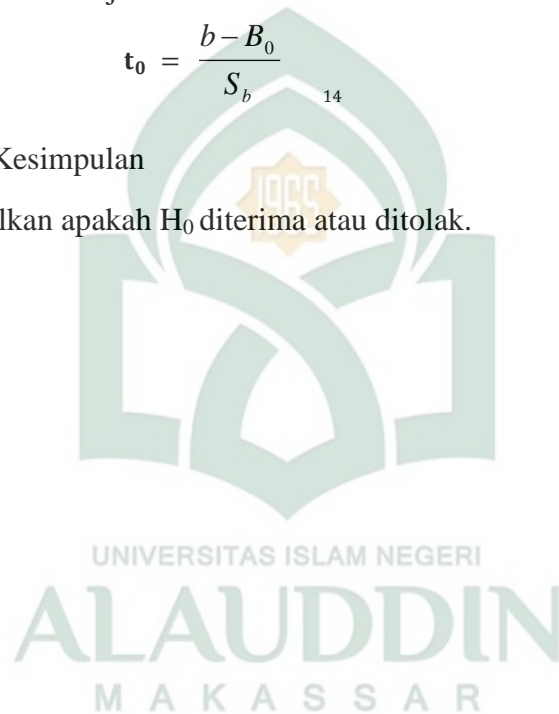 t₀ = (b − B₀) / S_b 14
Kesimpulan
lkan apakah H₀ diterima atau ditolak.
1965
UNIVERSITAS ISLAM NEGERI
ALAUDDIN
MAKASSAR